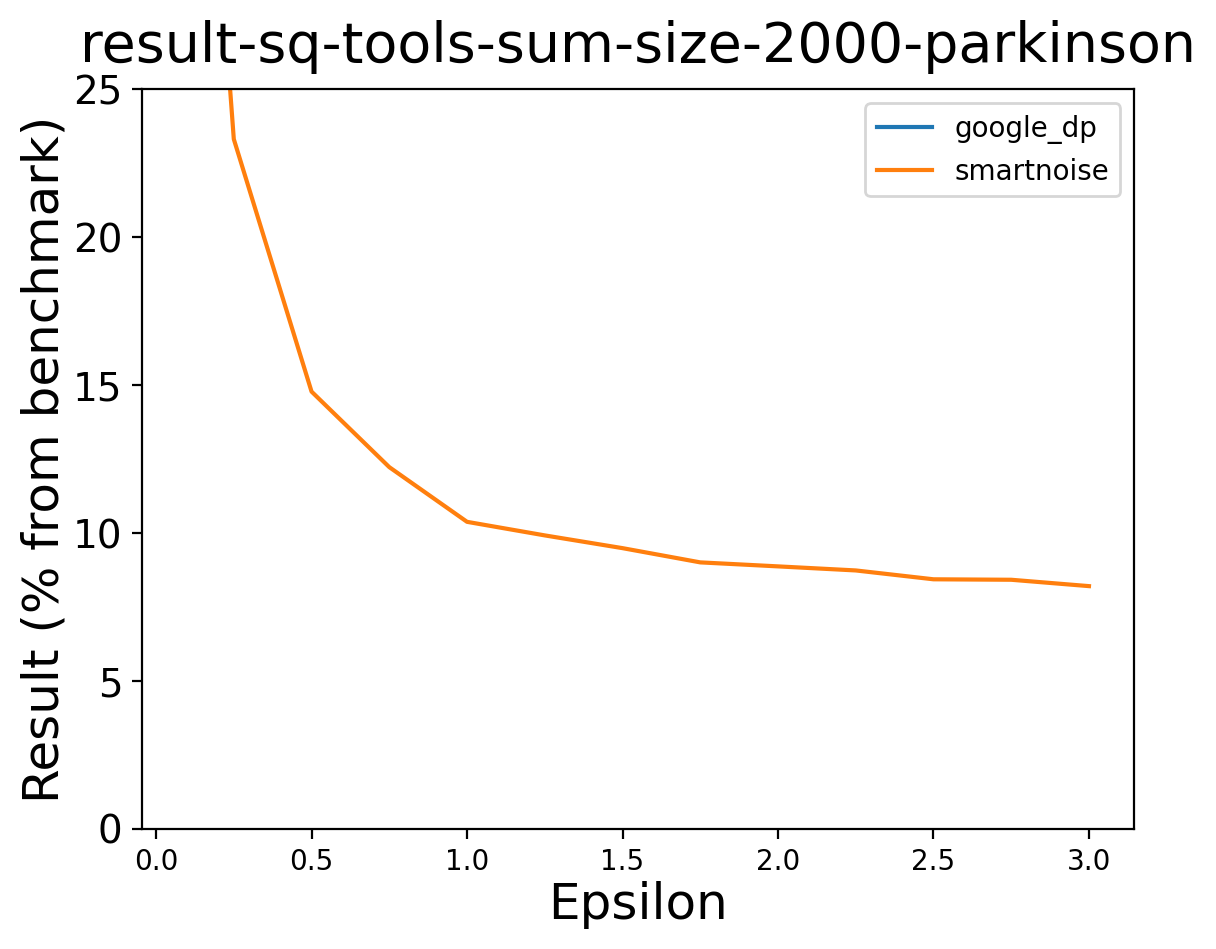 result-sq-tools-sum-size-2000-parkinson
25
20
15
10
5
0
Result (% from benchmark)
google_dp
smartnoise
0.0 0.5 1.0 1.5 2.0 2.5 3.0
Epsilon